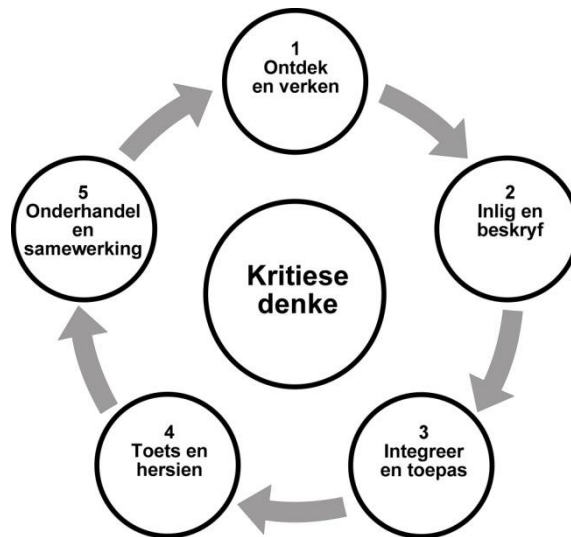 1
Ontdek
en verken
2
Inlig en
beskryf
3
Integreer
en toepas
4
Toets en
hersien
5
Onderhandel
en
samewerking
Kritiese
denke